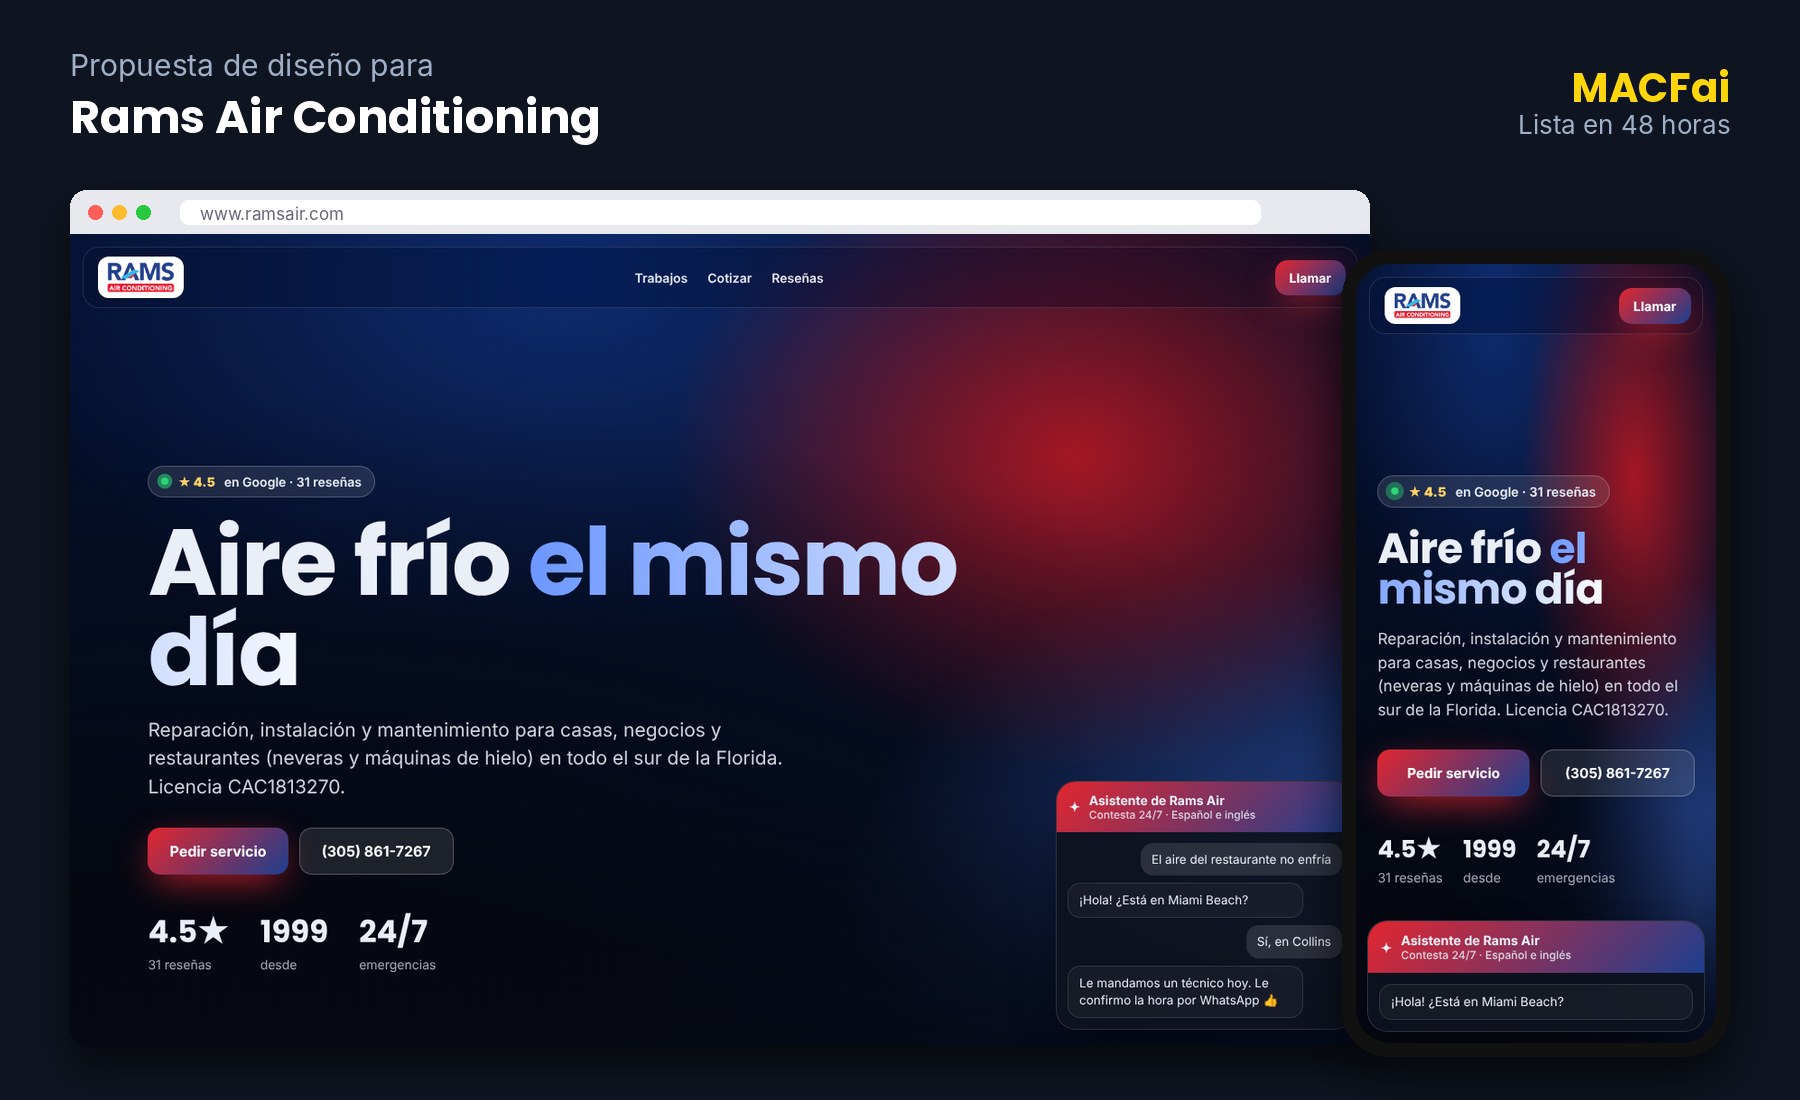 Propuesta de diseño para
Rams Air Conditioning
MACFai
Lista en 48 horas
www.ramsair.com
RAMS
AIR CONDITIONING
Trabajos Cotizar Reseñas
Llamar
★ 4.5 en Google · 31 reseñas
Aire frío el mismo
día
Reparación, instalación y mantenimiento para casas, negocios y
restaurantes (neveras y máquinas de hielo) en todo el sur de la Florida.
Licencia CAC1813270.
Pedir servicio
(305) 861-7267
4.5★ 1999 24/7
31 reseñas desde emergencias
Asistente de Rams Air
Contesta 24/7 · Español e inglés
El aire del restaurante no enfría
¡Hola! ¿Está en Miami Beach?
Sí, en Collins
Le mandamos un técnico hoy. Le
confirmo la hora por WhatsApp 👍
RAMS
AIR CONDITIONING
Llamar
★ 4.5 en Google · 31 reseñas
Aire frío el
mismo día
Reparación, instalación y mantenimiento
para casas, negocios y restaurantes
(neveras y máquinas de hielo) en todo el
sur de la Florida. Licencia CAC1813270.
Pedir servicio
(305) 861-7267
4.5★ 1999 24/7
31 reseñas desde emergencias
Asistente de Rams Air
Contesta 24/7 · Español e inglés
¡Hola! ¿Está en Miami Beach?